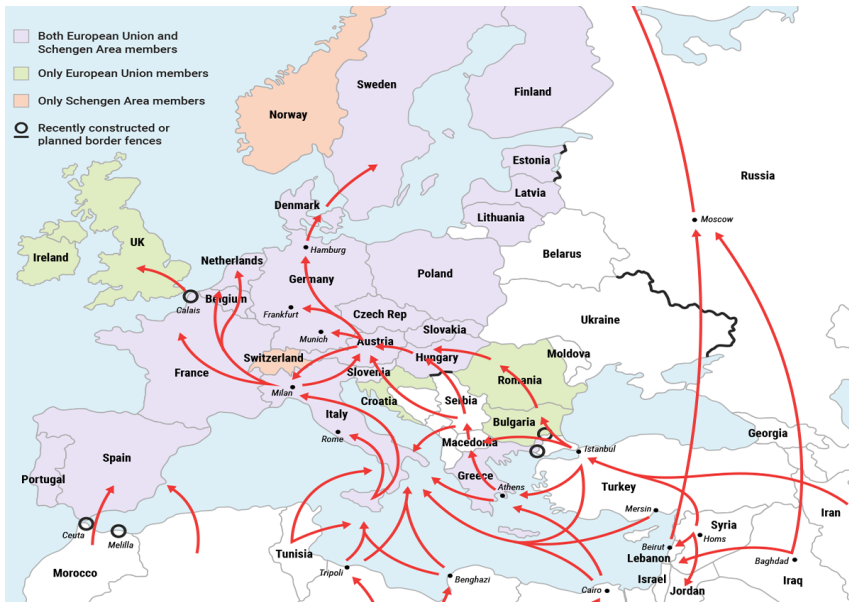 Both European Union and
Schengen Area members
Only European Union members
Only Schengen Area members
Recently constructed or
planned border fences
Sweden
Finland
Norway
Estonia
Russia
Latvia
Denmark
Lithuania
Moscow
UK
Ireland
Netherlands
Hamburg
Belarus
Germany
Poland
Belgium
Calais
Frankfurt
Czech Rep
Ukraine
Slovakia
Munich
Austria
Moldova
Switzerland
Hungary
France
Slovenia
Romania
Milan
Croatia
Serbia
Italy
Bulgaria
Rome
Macedonia
Georgia
Istanbul
Spain
Portugal
Greece
Athens
Turkey
Mersin
Iran
Ceuta
Melilla
Syria
Homs
Tunisia
Beirut
Lebanon
Morocco
Tripoli
Benghazi
Cairo
Israel
Baghdad
Iraq
Jordan